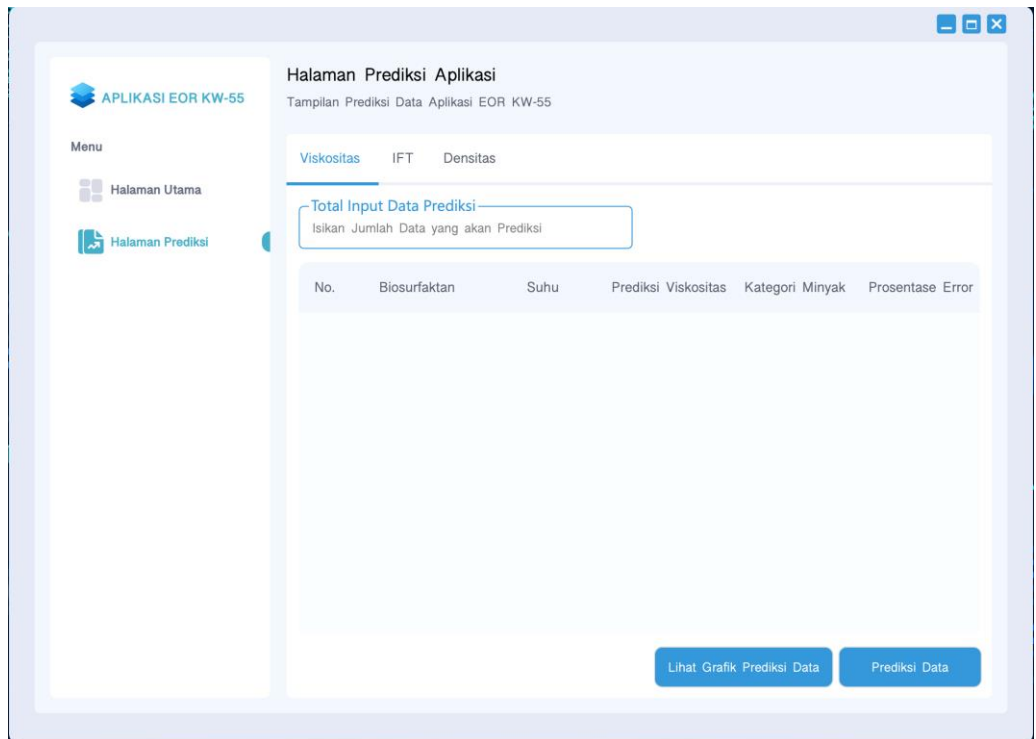 APLIKASI EOR KW-55
Menu
Halaman Utama
Halaman Prediksi
Halaman Prediksi Aplikasi
Tampilan Prediksi Data Aplikasi EOR KW-55
Viskositas IFT Densitas
Total Input Data Prediksi
Isikan Jumlah Data yang akan Prediksi
No. Biosurfaktan Suhu Prediksi Viskositas Kategori Minyak Prosentase Error
Lihat Grafik Prediksi Data Prediksi Data